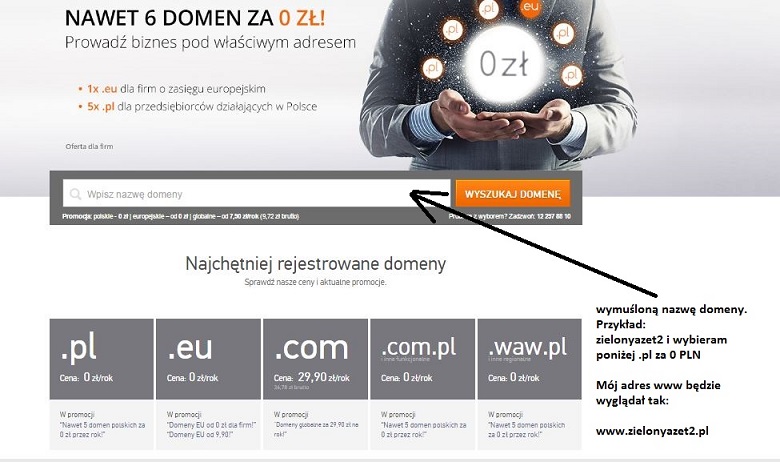 NAWET 6 DOMEN ZA 0 ZŁ!
Prowadź biznes pod właściwym adresem
• 1x .eu dla firm o zasięgu europejskim
• 5x .pl dla przedsiębiorców działających w Polsce
Oferta dla firm
.pl
.eu
.pl
.pl
.pl
0 zł
Wpisz nazwę domeny
WYSZUKAJ DOMENĘ
Promocja: polskie - 0 zł | europejskie – od 0 zł | globalne – od 7,90 zł/rok (9,72 zł brutto)
z wyborem? Zadzwoń: 12 297 88 10
Najchętniej rejestrowane domeny
Sprawdź nasze ceny i aktualne promocje.
.pl
Cena: 0 zł/rok
W promocji
"Nawet 5 domen polskich za
0 zł przez rok!"
.eu
Cena: 0 zł/rok
W promocji
"Domeny EU od 0 zł dla firm!"
"Domeny EU od 9,90!"
.com
Cena: 29,90 zł/rok
36,78 zł brutto
W promocji
"Domeny globalne za 29,90 zł na
rok!"
.com.pl
i inne funkcjonalne
Cena: 0 zł/rok
W promocji
"Nawet 5 domen polskich za
0 zł przez rok!"
.waw.pl
i inne regionalne
Cena: 0 zł/rok
W promocji
"Nawet 5 domen polskich za
0 zł przez rok!"
wymuśloną nazwę domeny.
Przykład:
zielonyazet2 i wybieram
poniżej .pl za 0 PLN
Mój adres www będzie
wyglądał tak:
www.zielonyazet2.pl